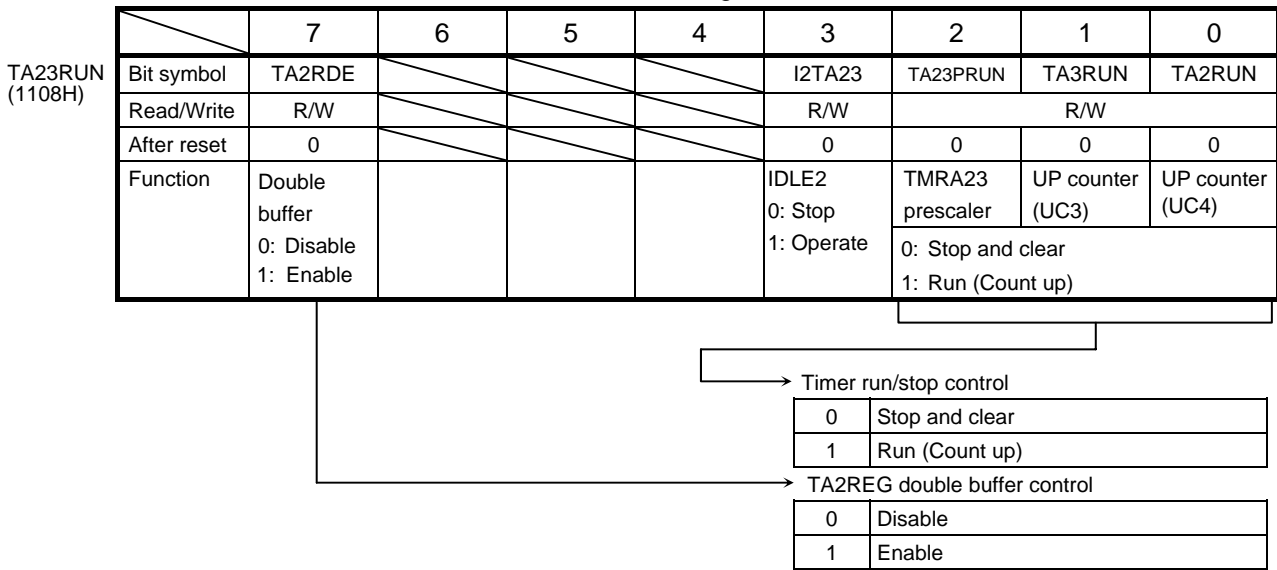 7 6 5 4 3 2 1 0
TA23RUN
(1108H)
Bit symbol TA2RDE I2TA23 TA23PRUN TA3RUN TA2RUN
Read/Write R/W R/W R/W
After reset 0 0 0 0 0
Function Double IDLE2 TMRA23 UP counter UP counter
buffer 0: Stop prescaler (UC3) (UC4)
0: Disable 1: Operate 0: Stop and clear
1: Enable 1: Run (Count up)
Timer run/stop control
0 Stop and clear
1 Run (Count up)
TA2REG double buffer control
0 Disable
1 Enable